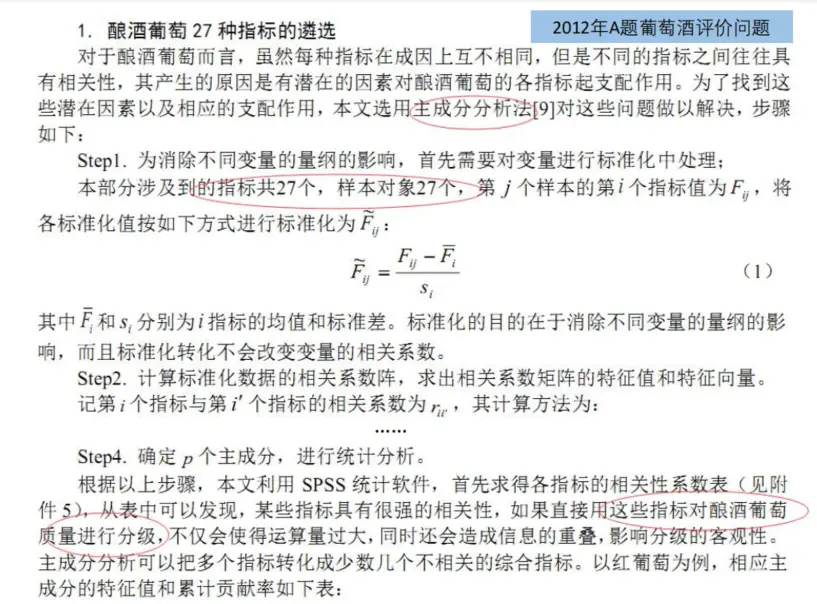 1. 酿酒葡萄 27 种指标的遴选
2012年A题葡萄酒评价问题
对于酿酒葡萄而言，虽然每种指标在成因上互不相同，但是不同的指标之间往往具
有相关性，其产生的原因是有潜在的因素对酿酒葡萄的各指标起支配作用。为了找到这
些潜在因素以及相应的支配作用，本文选用主成分分析法[9]对这些问题做以解决，步骤
如下：
Step1. 为消除不同变量的量纲的影响，首先需要对变量进行标准化中处理；
本部分涉及到的指标共27个，样本对象27个，第 j 个样本的第 i 个指标值为 F_{ij}，将
各标准化值按如下方式进行标准化为 \tilde{F}_{ij}：
\tilde{F}_{ij} = \frac{F_{ij} - \bar{F}_i}{s_i} （1）
其中 \bar{F}_i 和 s_i 分别为 i 指标的均值和标准差。标准化的目的在于消除不同变量的量纲的影
响，而且标准化转化不会改变变量的相关系数。
Step2. 计算标准化数据的相关系数阵，求出相关系数矩阵的特征值和特征向量。
记第 i 个指标与第 i′ 个指标的相关系数为 r_{ii′}，其计算方法为：
……
Step4. 确定 p 个主成分，进行统计分析。
根据以上步骤，本文利用 SPSS 统计软件，首先求得各指标的相关性系数表（见附
件 5），从表中可以发现，某些指标具有很强的相关性，如果直接用这些指标对酿酒葡萄
质量进行分级，不仅会使得运算量过大，同时还会造成信息的重叠，影响分级的客观性。
主成分分析可以把多个指标转化成少数几个不相关的综合指标。以红葡萄为例，相应主
成分的特征值和累计贡献率如下表：